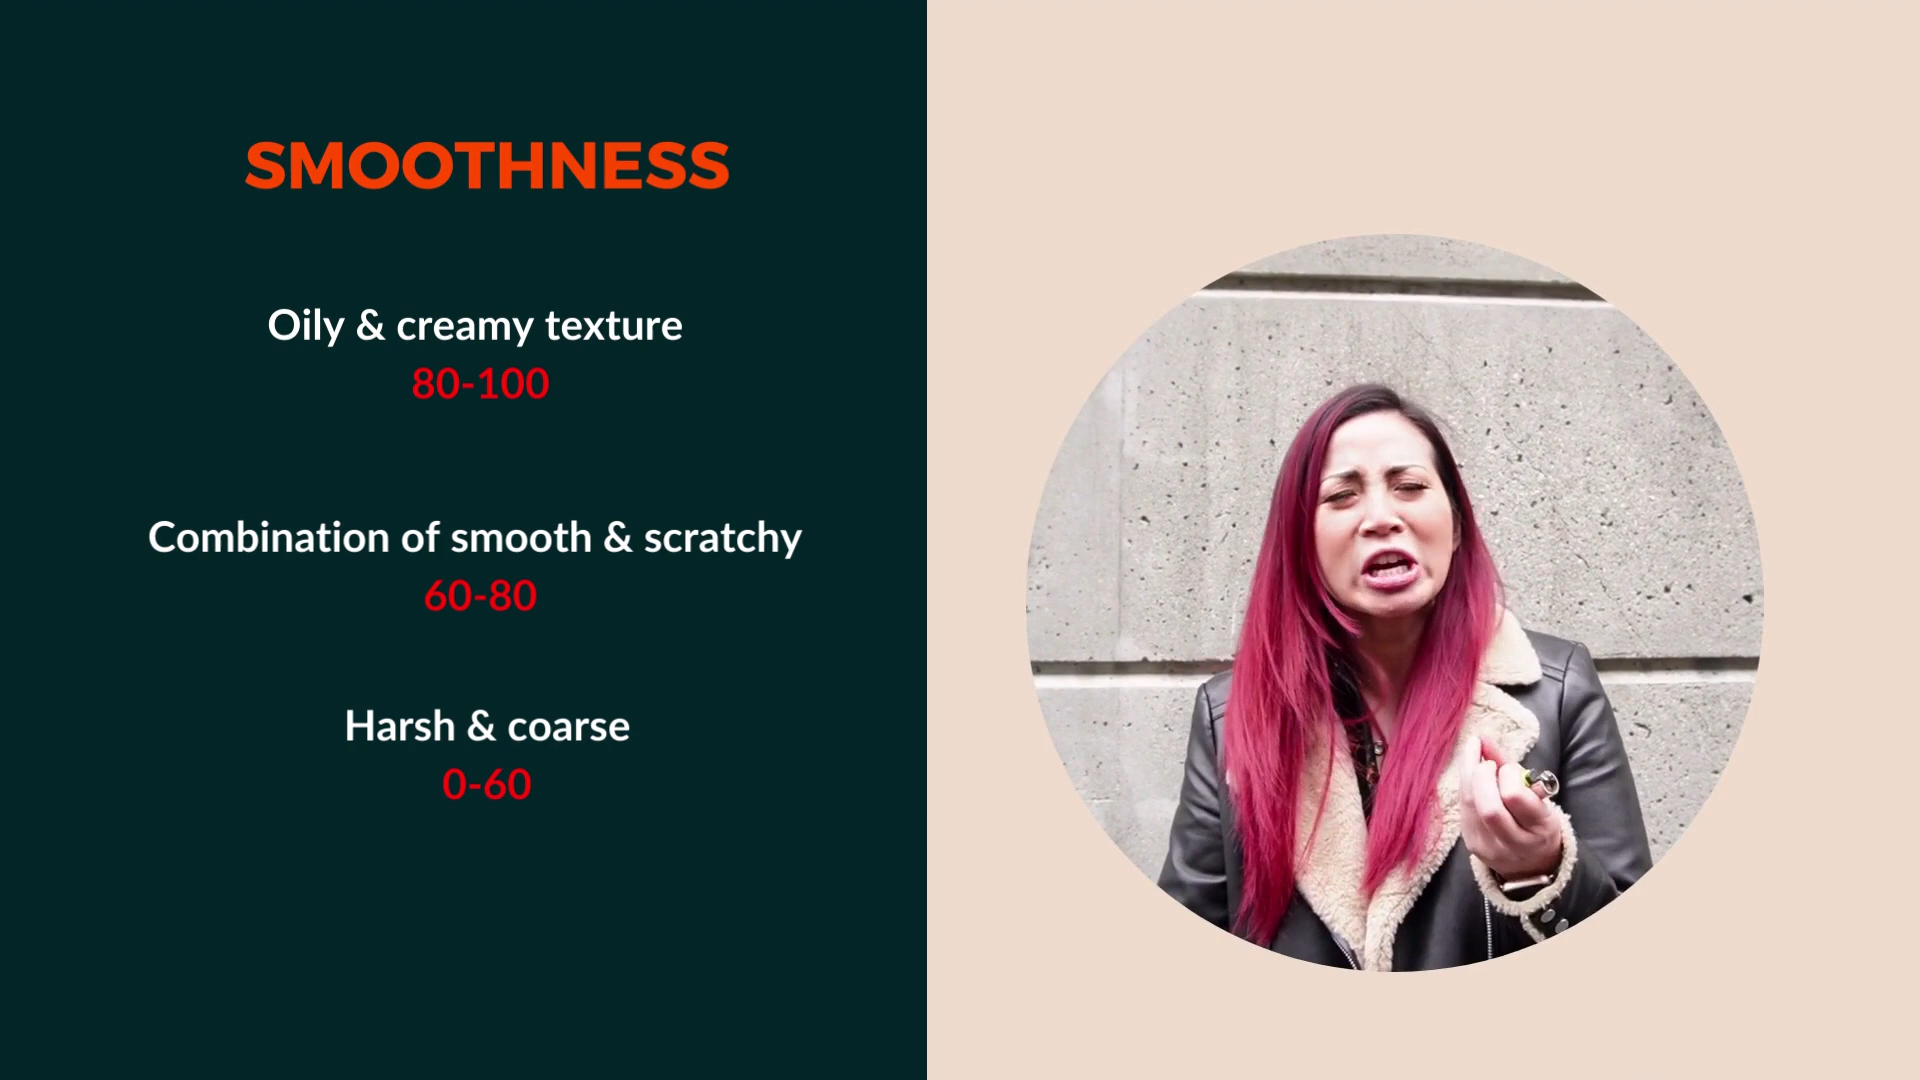 SMOOTHNESS
Oily & creamy texture
80-100
Combination of smooth & scratchy
60-80
Harsh & coarse
0-60